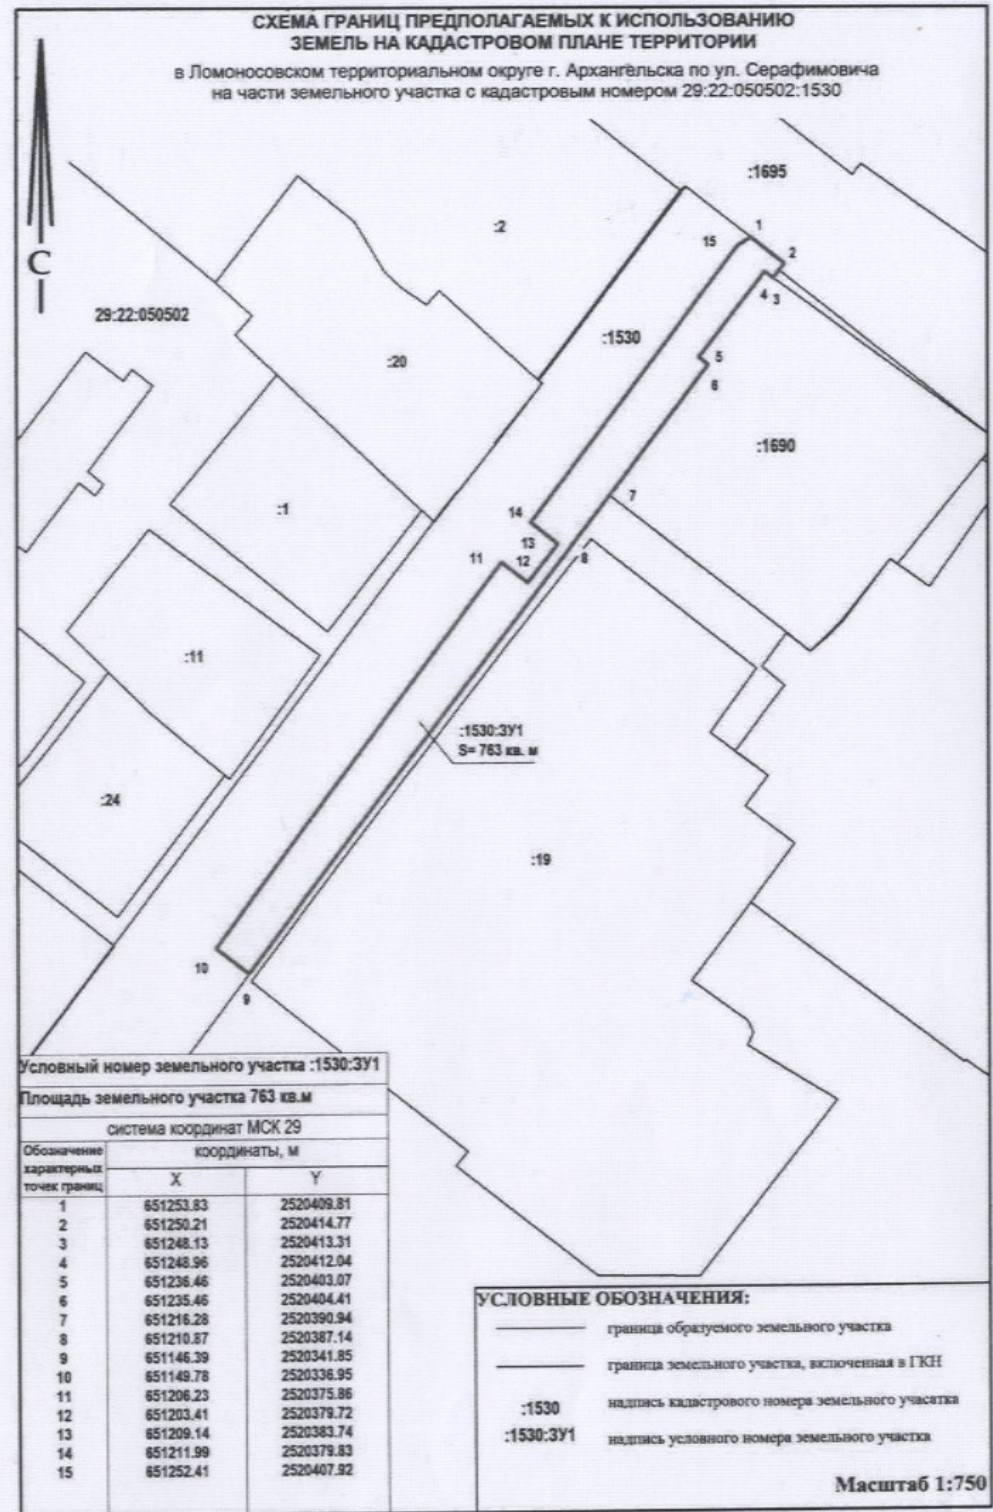 СХЕМА ГРАНИЦ ПРЕДПОЛАГАЕМЫХ К ИСПОЛЬЗОВАНИЮ
ЗЕМЕЛЬ НА КАДАСТРОВОМ ПЛАНЕ ТЕРРИТОРИИ
в Ломоносовском территориальном округе г. Архангельска по ул. Серафимовича
на части земельного участка с кадастровым номером 29:22:050502:1530
С
:1695
:2
1
15
2
4 3
29:22:050502
:1530
:20
5
6
:1690
7
:1
14
13
11
12
8
:11
:1530:ЗУ1
S= 763 кв. м
:24
:19
10
9
Условный номер земельного участка :1530:ЗУ1
Площадь земельного участка 763 кв.м
система координат МСК 29
Обозначение характерных точек границ
координаты, м
X Y
1 651253.83 2520409.81
2 651250.21 2520414.77
3 651248.13 2520413.31
4 651248.96 2520412.04
5 651236.46 2520403.07
6 651235.46 2520404.41
7 651216.28 2520390.94
8 651210.87 2520387.14
9 651146.39 2520341.85
10 651149.78 2520336.95
11 651206.23 2520375.86
12 651203.41 2520379.72
13 651209.14 2520383.74
14 651211.99 2520379.83
15 651252.41 2520407.92
УСЛОВНЫЕ ОБОЗНАЧЕНИЯ:
граница образуемого земельного участка
граница земельного участка, включенная в ГКН
:1530 надпись кадастрового номера земельного учасатка
:1530:ЗУ1 надпись условного номера земельного участка
Масштаб 1:750